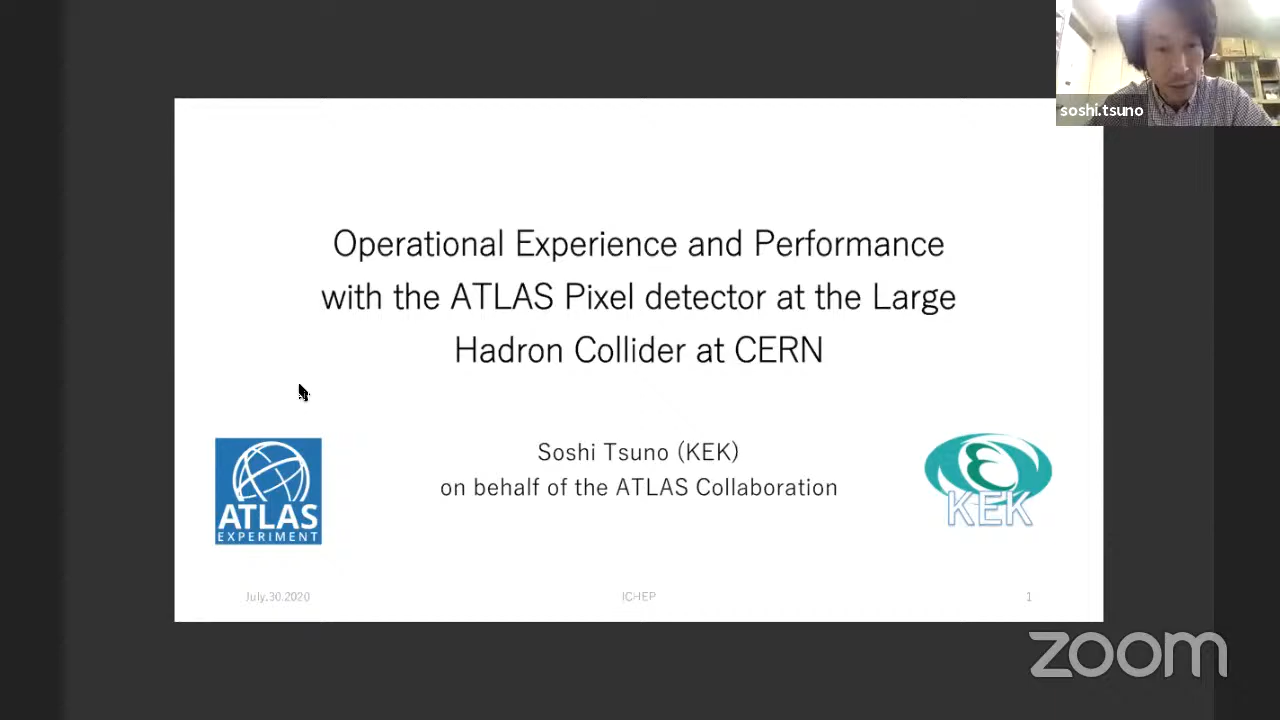 soshi.tsuno
Operational Experience and Performance
with the ATLAS Pixel detector at the Large
Hadron Collider at CERN
Soshi Tsuno (KEK)
on behalf of the ATLAS Collaboration
ATLAS
EXPERIMENT
KEK
July.30.2020
ICHEP
1
zoom